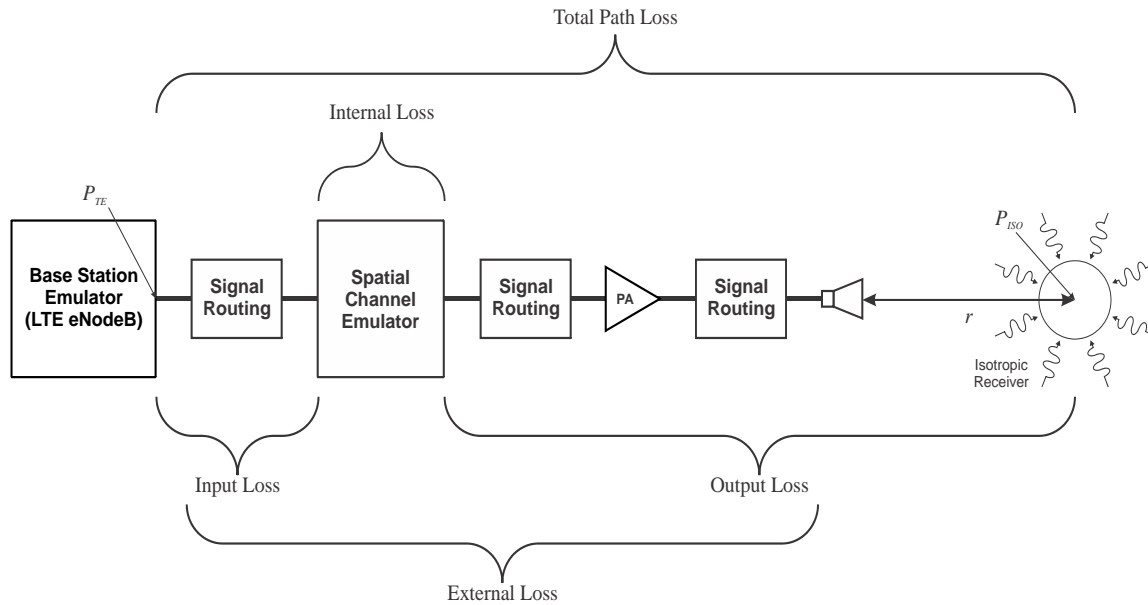 Total Path Loss
Internal Loss
P_TE
P_ISO
Base Station
Emulator
(LTE eNodeB)
Signal
Routing
Spatial
Channel
Emulator
Signal
Routing
PA
Signal
Routing
r
Isotropic
Receiver
Input Loss
Output Loss
External Loss